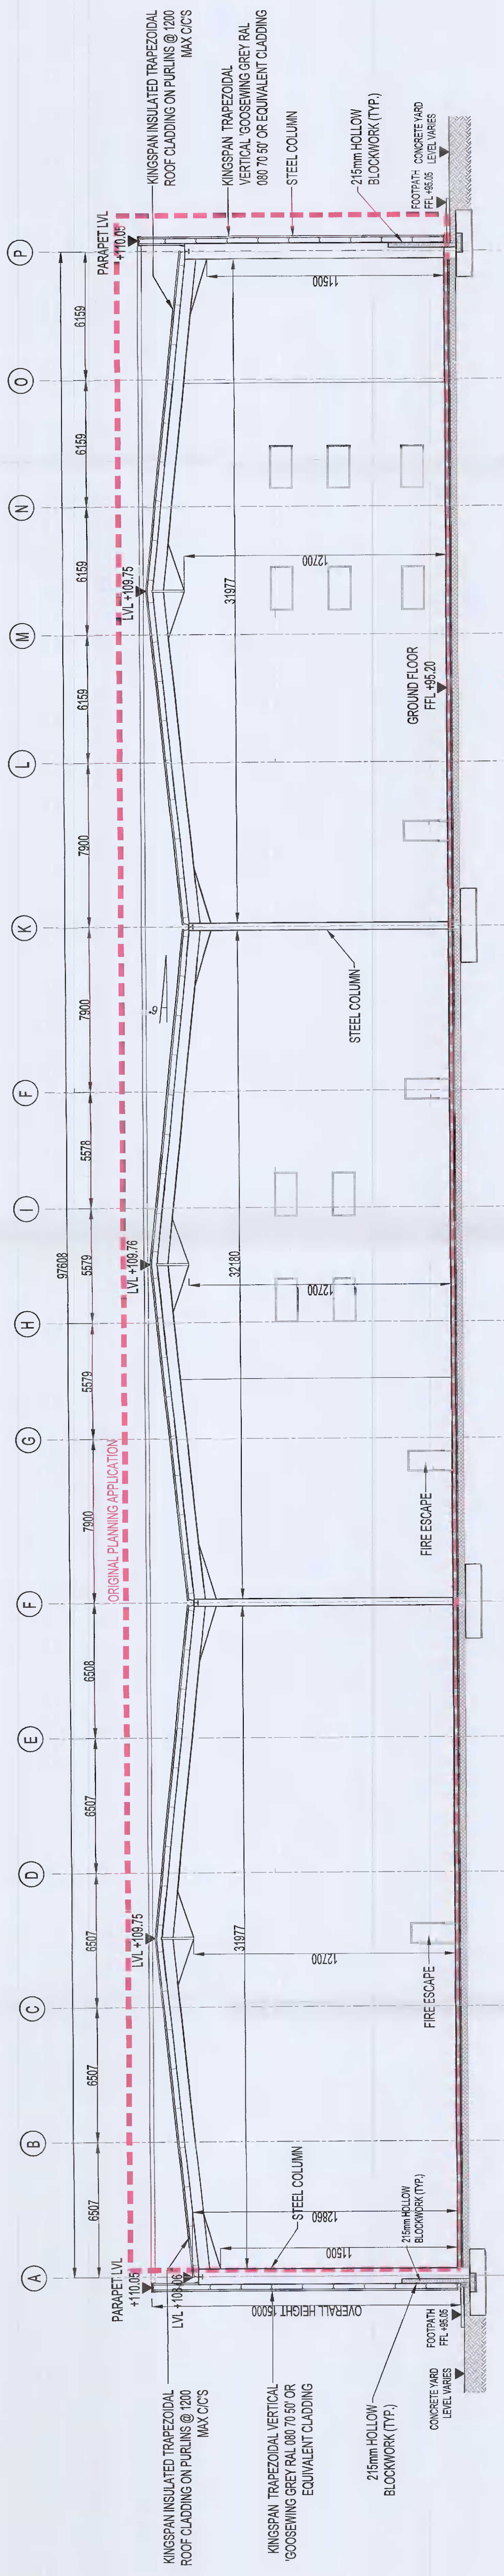 A B C D E F G H I F K L M N O P
97608
6507 6507 6507 6507 6508 7900 5579 5579 5578 7900 7900 6159 6159 6159 6159
ORIGINAL PLANNING APPLICATION
PARAPET LVL
+110.05
LVL +108.06
LVL +109.75
LVL +109.76
LVL +109.75
PARAPET LVL
+110.05
KINGSPAN INSULATED TRAPEZOIDAL
ROOF CLADDING ON PURLINS @ 1200
MAX C/C'S
KINGSPAN TRAPEZOIDAL VERTICAL
'GOOSEWING GREY RAL 080 70 50' OR
EQUIVALENT CLADDING
215mm HOLLOW
BLOCKWORK (TYP.)
CONCRETE YARD
LEVEL VARIES
FOOTPATH
FFL +95.05
OVERALL HEIGHT 15000
11500
12860
STEEL COLUMN
215mm HOLLOW
BLOCKWORK (TYP.)
31977
12700
FIRE ESCAPE
FIRE ESCAPE
32180
12700
6°
STEEL COLUMN
31977
12700
GROUND FLOOR
FFL +95.20
11500
KINGSPAN INSULATED TRAPEZOIDAL
ROOF CLADDING ON PURLINS @ 1200
MAX C/C'S
KINGSPAN TRAPEZOIDAL
VERTICAL 'GOOSEWING GREY RAL
080 70 50' OR EQUIVALENT CLADDING
STEEL COLUMN
215mm HOLLOW
BLOCKWORK (TYP.)
FOOTPATH
FFL +95.05
CONCRETE YARD
LEVEL VARIES